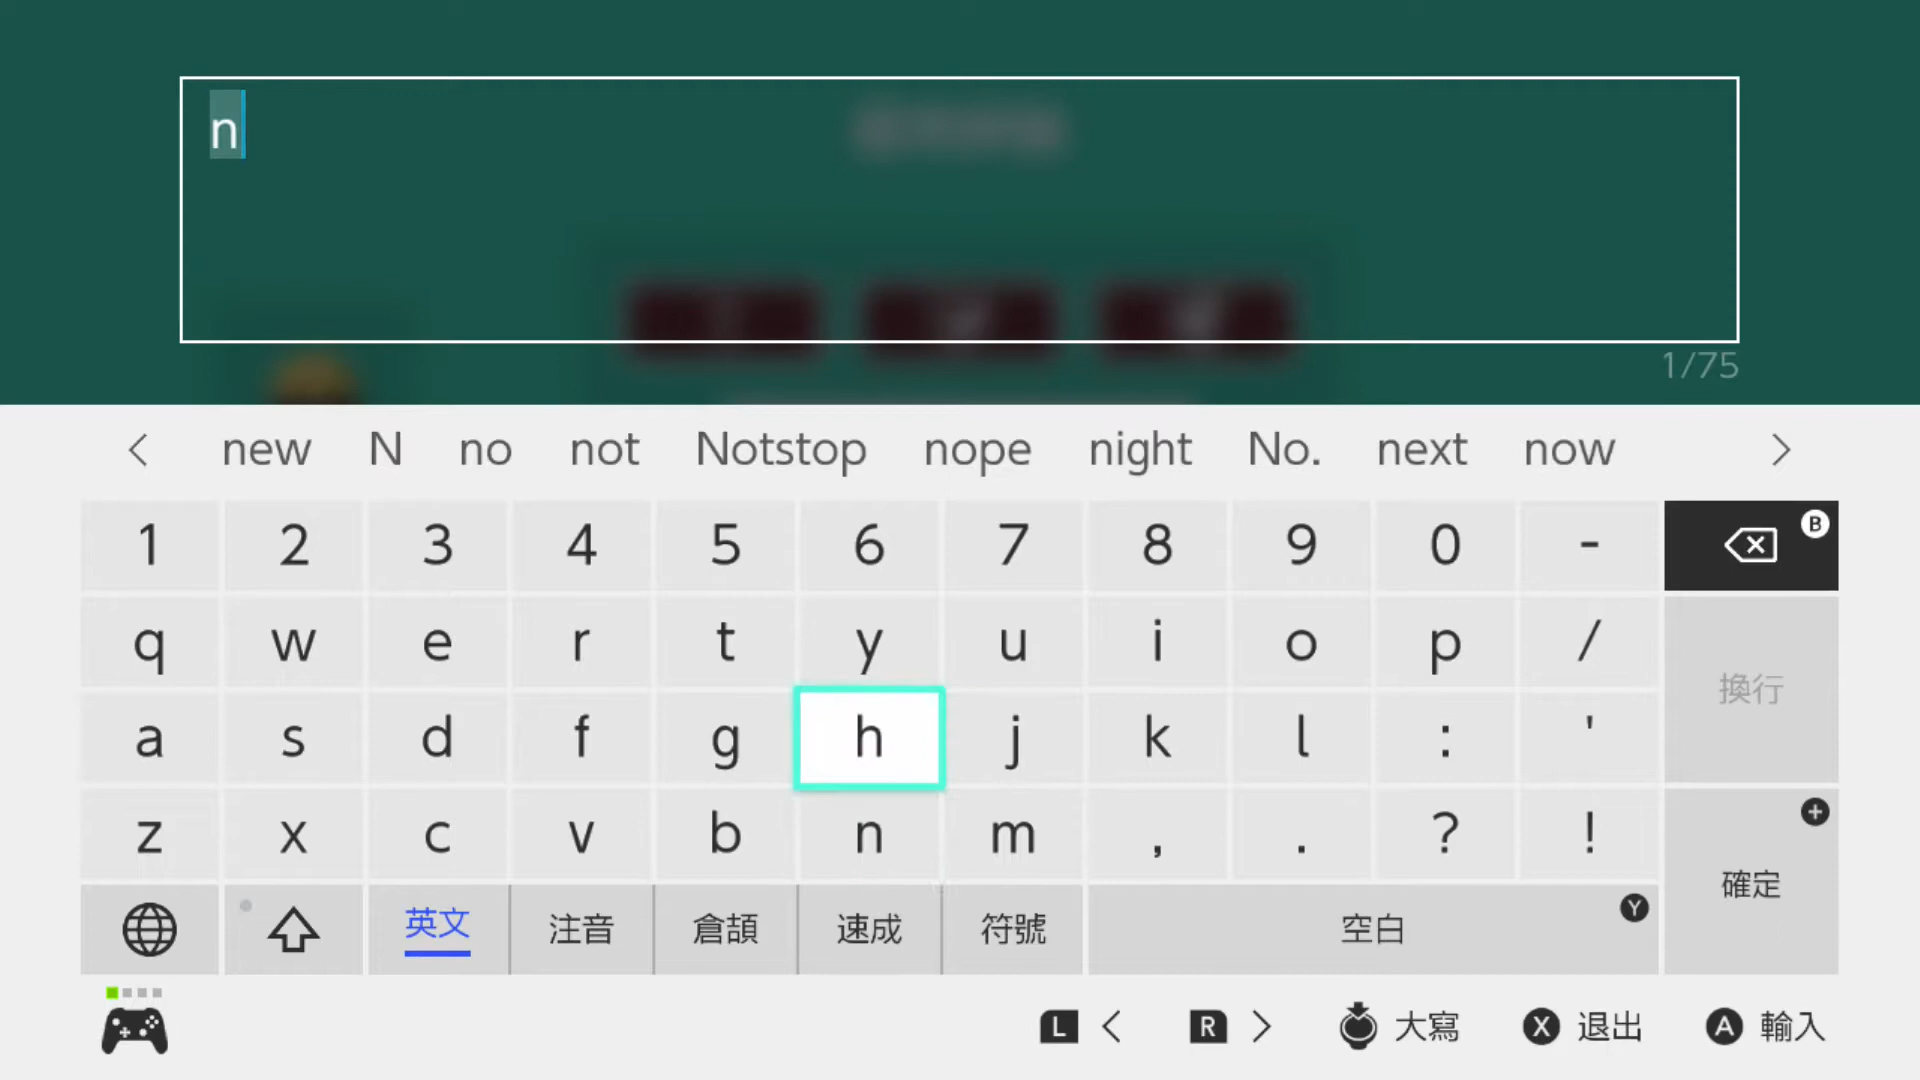 n
1/75
new N no not Notstop nope night No. next now
1 2 3 4 5 6 7 8 9 0 - B
q w e r t y u i o p /
換行
a s d f g h j k l : '
z x c v b n m , . ? !
確定
英文 注音 倉頡 速成 符號 空白 Y
L R 大寫 X 退出 A 輸入